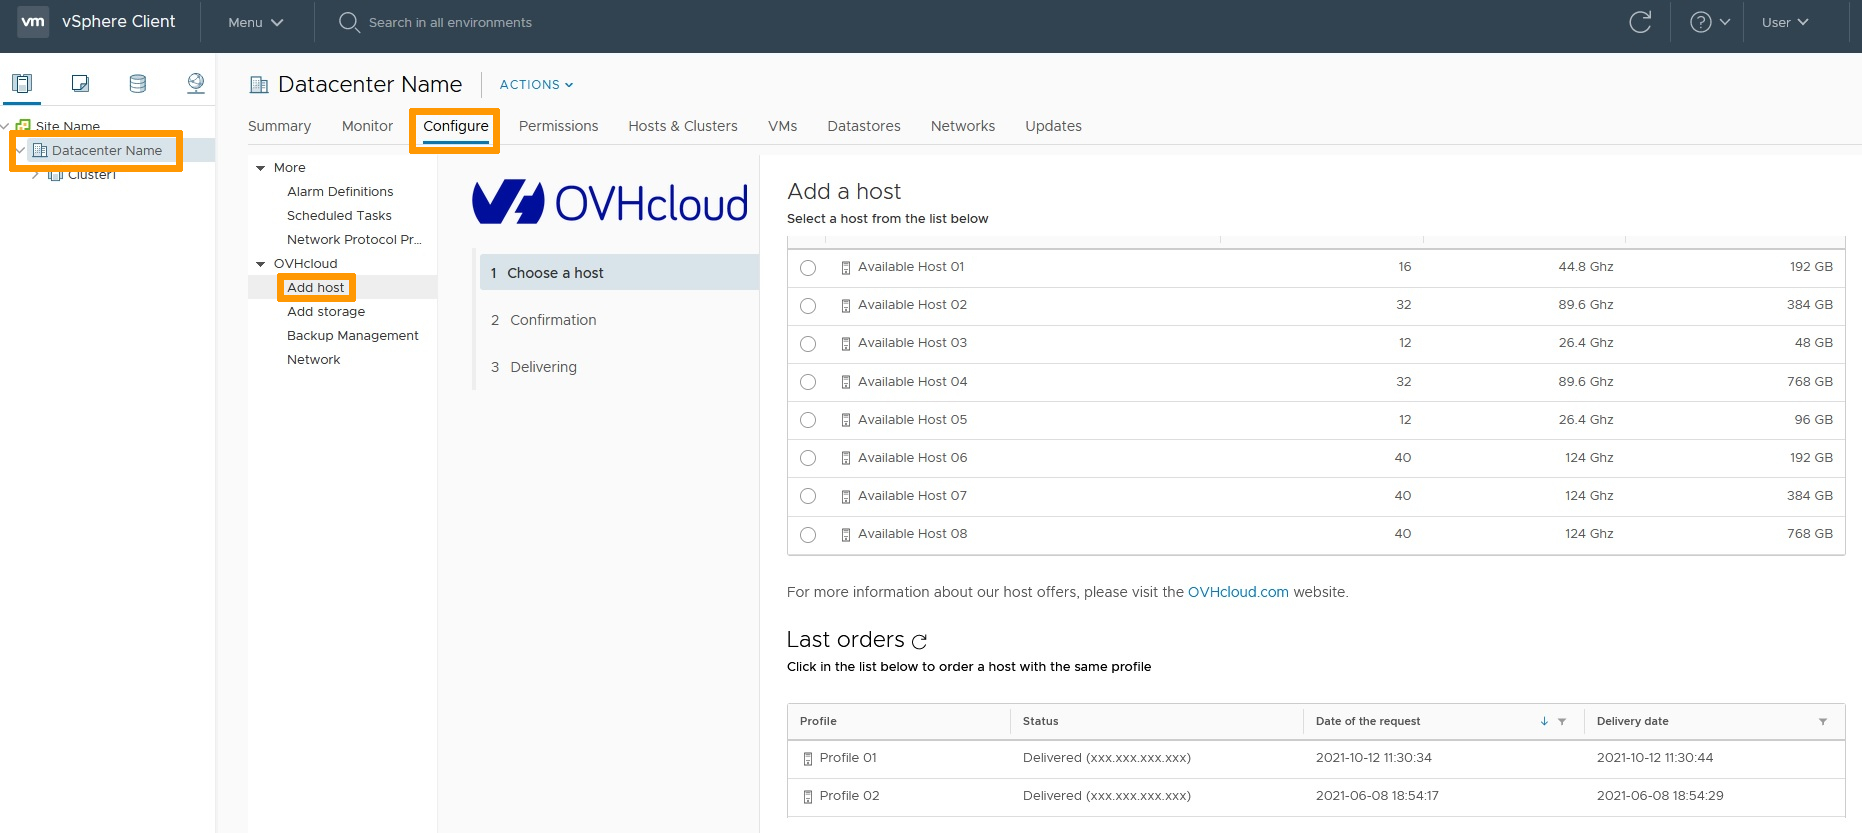 vm vSphere Client Menu Search in all environments ? User
Datacenter Name ACTIONS
Site Name
Datacenter Name
Cluster1
Summary Monitor Configure Permissions Hosts & Clusters VMs Datastores Networks Updates
More
Alarm Definitions
Scheduled Tasks
Network Protocol Pr...
OVHcloud
Add host
Add storage
Backup Management
Network
OVHcloud
1 Choose a host
2 Confirmation
3 Delivering
Add a host
Select a host from the list below
Available Host 01 16 44.8 Ghz 192 GB
Available Host 02 32 89.6 Ghz 384 GB
Available Host 03 12 26.4 Ghz 48 GB
Available Host 04 32 89.6 Ghz 768 GB
Available Host 05 12 26.4 Ghz 96 GB
Available Host 06 40 124 Ghz 192 GB
Available Host 07 40 124 Ghz 384 GB
Available Host 08 40 124 Ghz 768 GB
For more information about our host offers, please visit the OVHcloud.com website.
Last orders
Click in the list below to order a host with the same profile
Profile Status Date of the request Delivery date
Profile 01 Delivered (xxx.xxx.xxx.xxx) 2021-10-12 11:30:34 2021-10-12 11:30:44
Profile 02 Delivered (xxx.xxx.xxx.xxx) 2021-06-08 18:54:17 2021-06-08 18:54:29